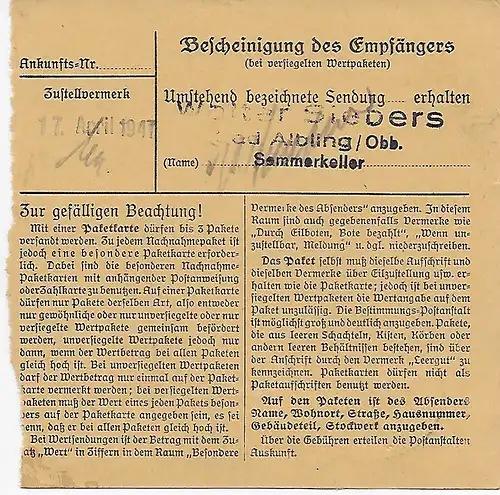 Bescheinigung des Empfängers
(bei versiegelten Wertpaketen)
Ankunfts-Nr.
Zustellvermerk
17. April 1947
Umstehend bezeichnete Sendung..... erhalten
Walter Siebers
Bad Aibling/Obb.
Sommerkeller
(Name)
Zur gefälligen Beachtung!
Mit einer Paketkarte dürfen bis 3 Pakete
versandt werden. Zu jedem Nachnahmepaket ist
jedoch eine besondere Paketkarte erforder-
lich. Dabei sind die besonderen Nachnahme-
Paketkarten mit anhängender Postanweisung
oder Zahlkarte zu benutzen. Auf einer Paketkarte
dürfen nur Pakete derselben Art, also entweder
nur gewöhnliche oder nur unversiegelte oder nur
versiegelte Wertpakete gemeinsam befördert
werden, unversiegelte Wertpakete jedoch nur
dann, wenn der Wertbetrag bei allen Paketen
gleich hoch ist. Bei unversiegelten Wertpaketen
darf der Wertbetrag nur einmal auf der Paket-
karte vermerkt werden; bei versiegelten Wert-
paketen muß der Wert eines jeden Pakets beson-
ders auf der Paketkarte angegeben sein, es sei
denn, daß er bei allen Paketen gleich hoch ist.
Bei Wertsendungen ist der Betrag mit dem Zu-
satz „Wert" in Ziffern in dem Raum „Besondere
Vermerke des Absenders" anzugeben. In diesem
Raum sind auch gegebenenfalls Vermerke wie
„Durch Eilboten, Bote bezahlt", „Wenn un-
zustellbar, Meldung" u. dgl. niederzuschreiben.
Das Paket selbst muß dieselbe Aufschrift und
dieselben Vermerke über Eilzustellung usw. er-
halten wie die Paketkarte; jedoch ist bei unver-
siegelten Wertpaketen die Wertangabe auf dem
Paket unzulässig. Die Bestimmungs-Postanstalt
ist möglichst groß und deutlich anzugeben. Pakete,
die aus leeren Schachteln, Kisten, Körben oder
anderen leeren Behältnissen bestehen, sind über
der Anschrift durch den Vermerk „Leergut" zu
kennzeichnen. Paketkarten dürfen nicht als
Paketaufschriften benutzt werden.
Auf den Paketen ist des Absenders
Name, Wohnort, Straße, Hausnummer,
Gebäudeteil, Stockwerk anzugeben.
Über die Gebühren erteilen die Postanstalten
Auskunft.